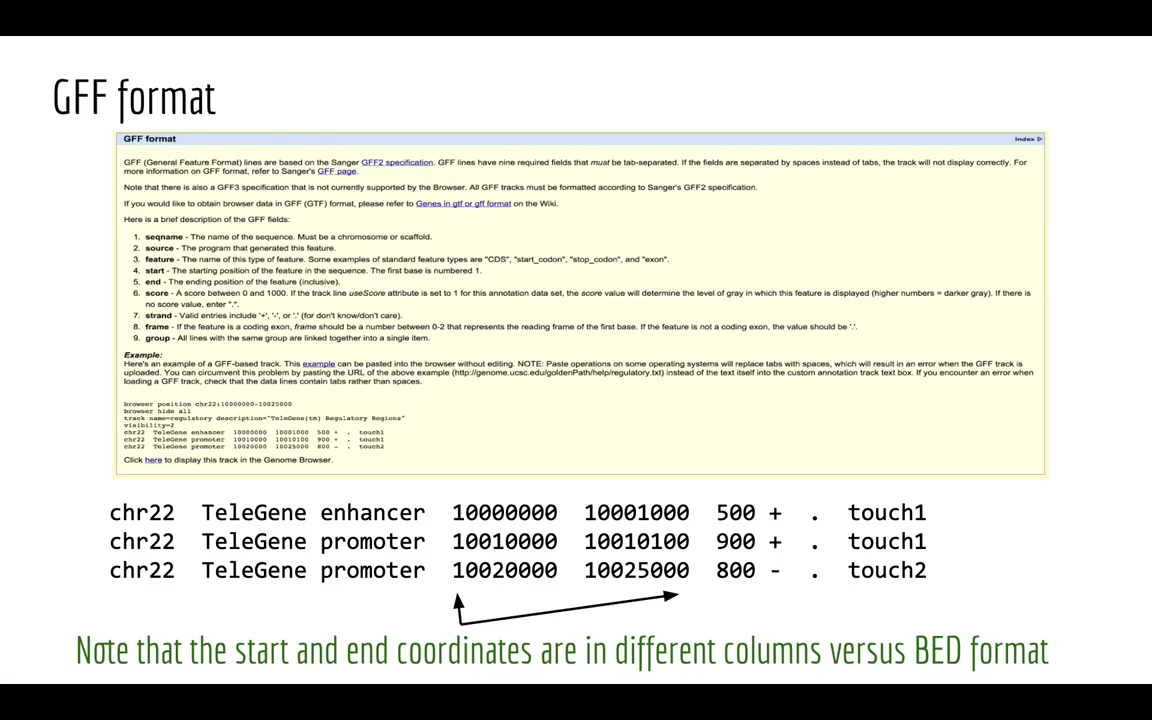 GFF format
GFF format
Index
GFF (General Feature Format) lines are based on the Sanger GFF2 specification. GFF lines have nine required fields that must be tab-separated. If the fields are separated by spaces instead of tabs, the track will not display correctly. For
more information on GFF format, refer to Sanger's GFF page.
Note that there is also a GFF3 specification that is not currently supported by the Browser. All GFF tracks must be formatted according to Sanger's GFF2 specification.
If you would like to obtain browser data in GFF (GTF) format, please refer to Genes in gtf or gff format on the Wiki.
Here is a brief description of the GFF fields:
1. seqname - The name of the sequence. Must be a chromosome or scaffold.
2. source - The program that generated this feature.
3. feature - The name of this type of feature. Some examples of standard feature types are "CDS", "start_codon", "stop_codon", and "exon".
4. start - The starting position of the feature in the sequence. The first base is numbered 1.
5. end - The ending position of the feature (inclusive).
6. score - A score between 0 and 1000. If the track line useScore attribute is set to 1 for this annotation data set, the score value will determine the level of gray in which this feature is displayed (higher numbers = darker gray). If there is
no score value, enter ".".
7. strand - Valid entries include '+', '-', or '.' (for don't know/don't care).
8. frame - If the feature is a coding exon, frame should be a number between 0-2 that represents the reading frame of the first base. If the feature is not a coding exon, the value should be '.'.
9. group - All lines with the same group are linked together into a single item.
Example:
Here's an example of a GFF-based track. This example can be pasted into the browser without editing. NOTE: Paste operations on some operating systems will replace tabs with spaces, which will result in an error when the GFF track is
uploaded. You can circumvent this problem by pasting the URL of the above example (http://genome.ucsc.edu/goldenPath/help/regulatory.txt) instead of the text itself into the custom annotation track text box. If you encounter an error when
loading a GFF track, check that the data lines contain tabs rather than spaces.
browser position chr22:10000000-10025000
browser hide all
track name=regulatory description="TeleGene(tm) Regulatory Regions"
visibility=2
chr22 TeleGene enhancer 10000000 10001000 500 + . touch1
chr22 TeleGene promoter 10010000 10010100 900 + . touch1
chr22 TeleGene promoter 10020000 10025000 800 - . touch2
Click here to display this track in the Genome Browser.
chr22 TeleGene enhancer 10000000 10001000 500 + . touch1
chr22 TeleGene promoter 10010000 10010100 900 + . touch1
chr22 TeleGene promoter 10020000 10025000 800 - . touch2
Note that the start and end coordinates are in different columns versus BED format